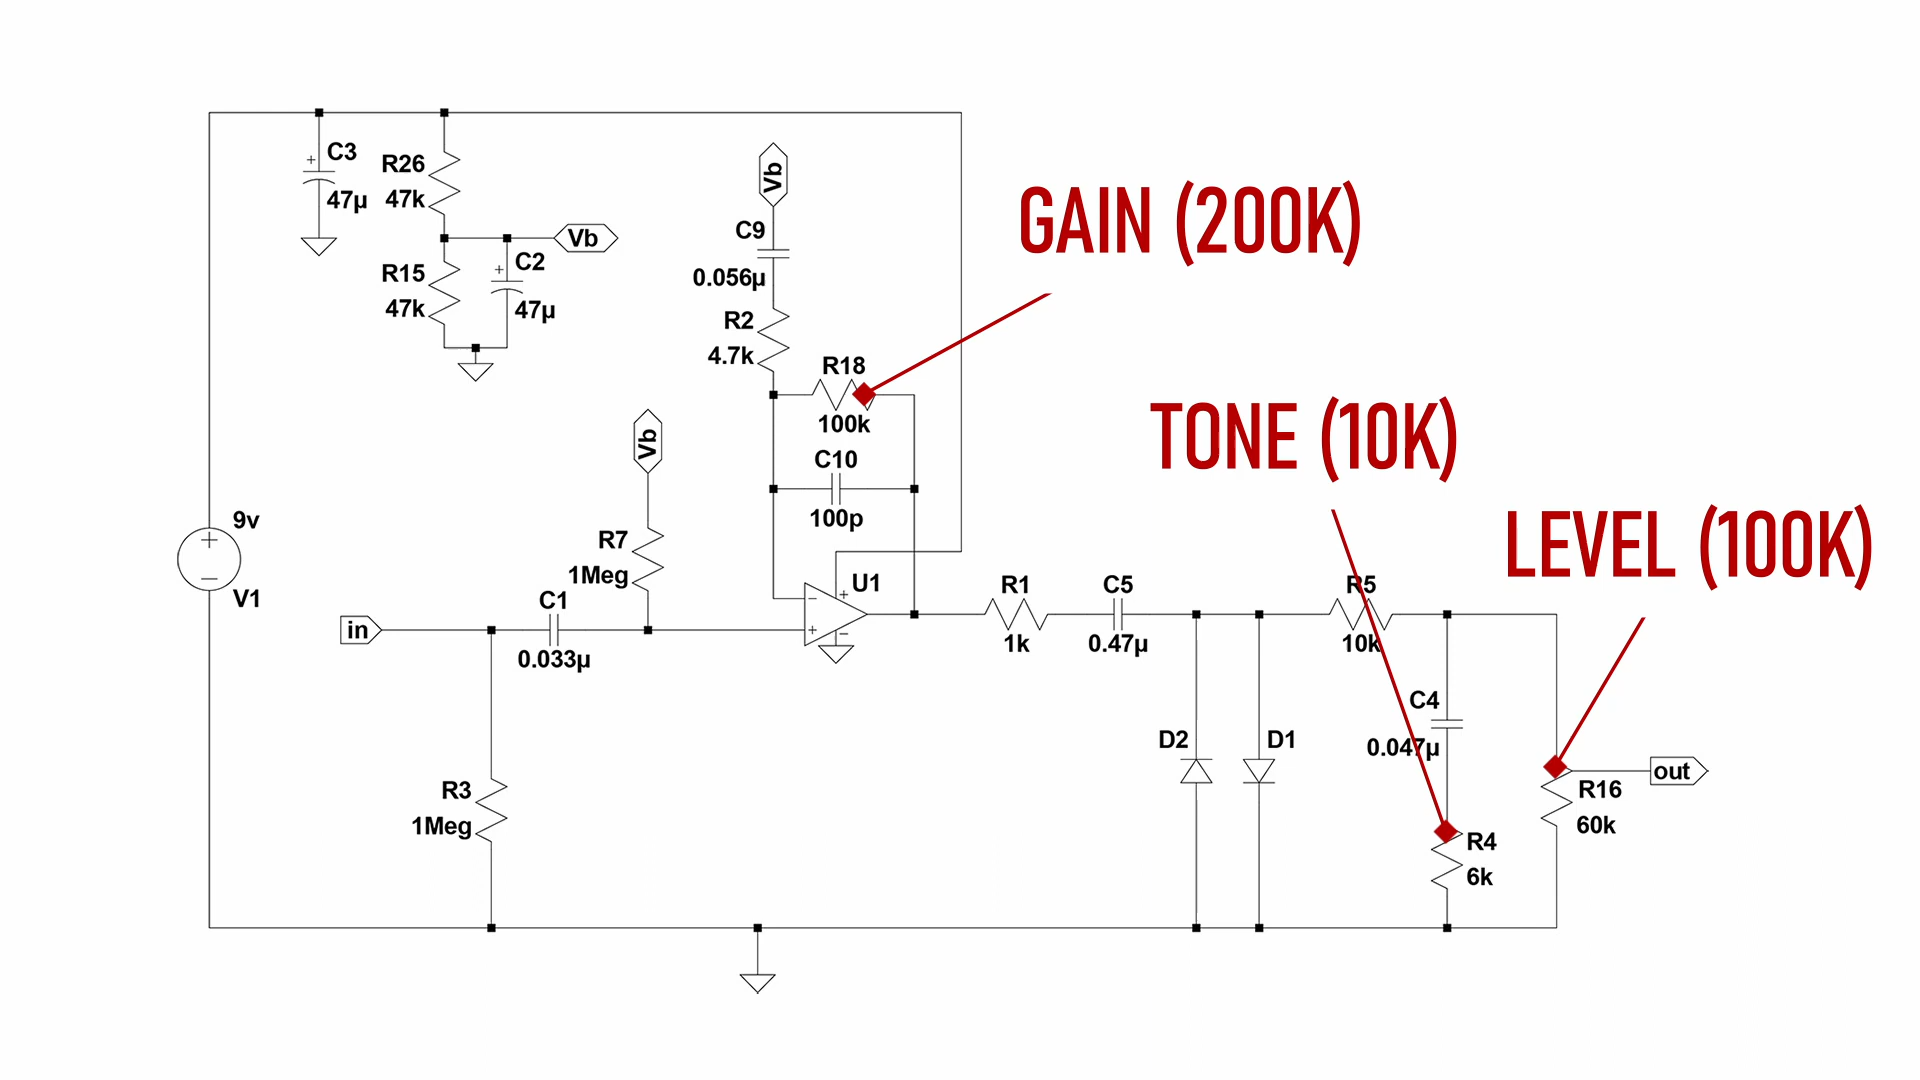 C3
47µ
R26
47k
Vb
R15
47k
C2
47µ
Vb
C9
0.056µ
R2
4.7k
R18
100k
C10
100p
GAIN (200K)
TONE (10K)
LEVEL (100K)
9v
V1
in
C1
0.033µ
Vb
R7
1Meg
R3
1Meg
U1
R1
1k
C5
0.47µ
R5
10k
D2
D1
C4
0.047µ
R4
6k
R16
60k
out